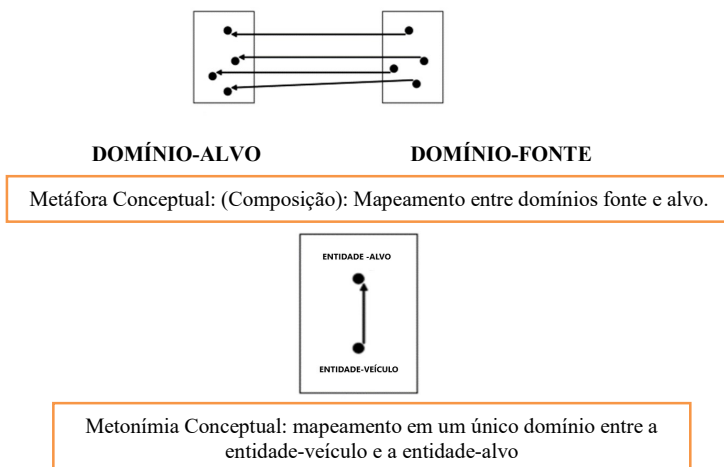 DOMÍNIO-ALVO DOMÍNIO-FONTE
Metáfora Conceptual: (Composição): Mapeamento entre domínios fonte e alvo.
ENTIDADE -ALVO
ENTIDADE-VEÍCULO
Metonímia Conceptual: mapeamento em um único domínio entre a
entidade-veículo e a entidade-alvo